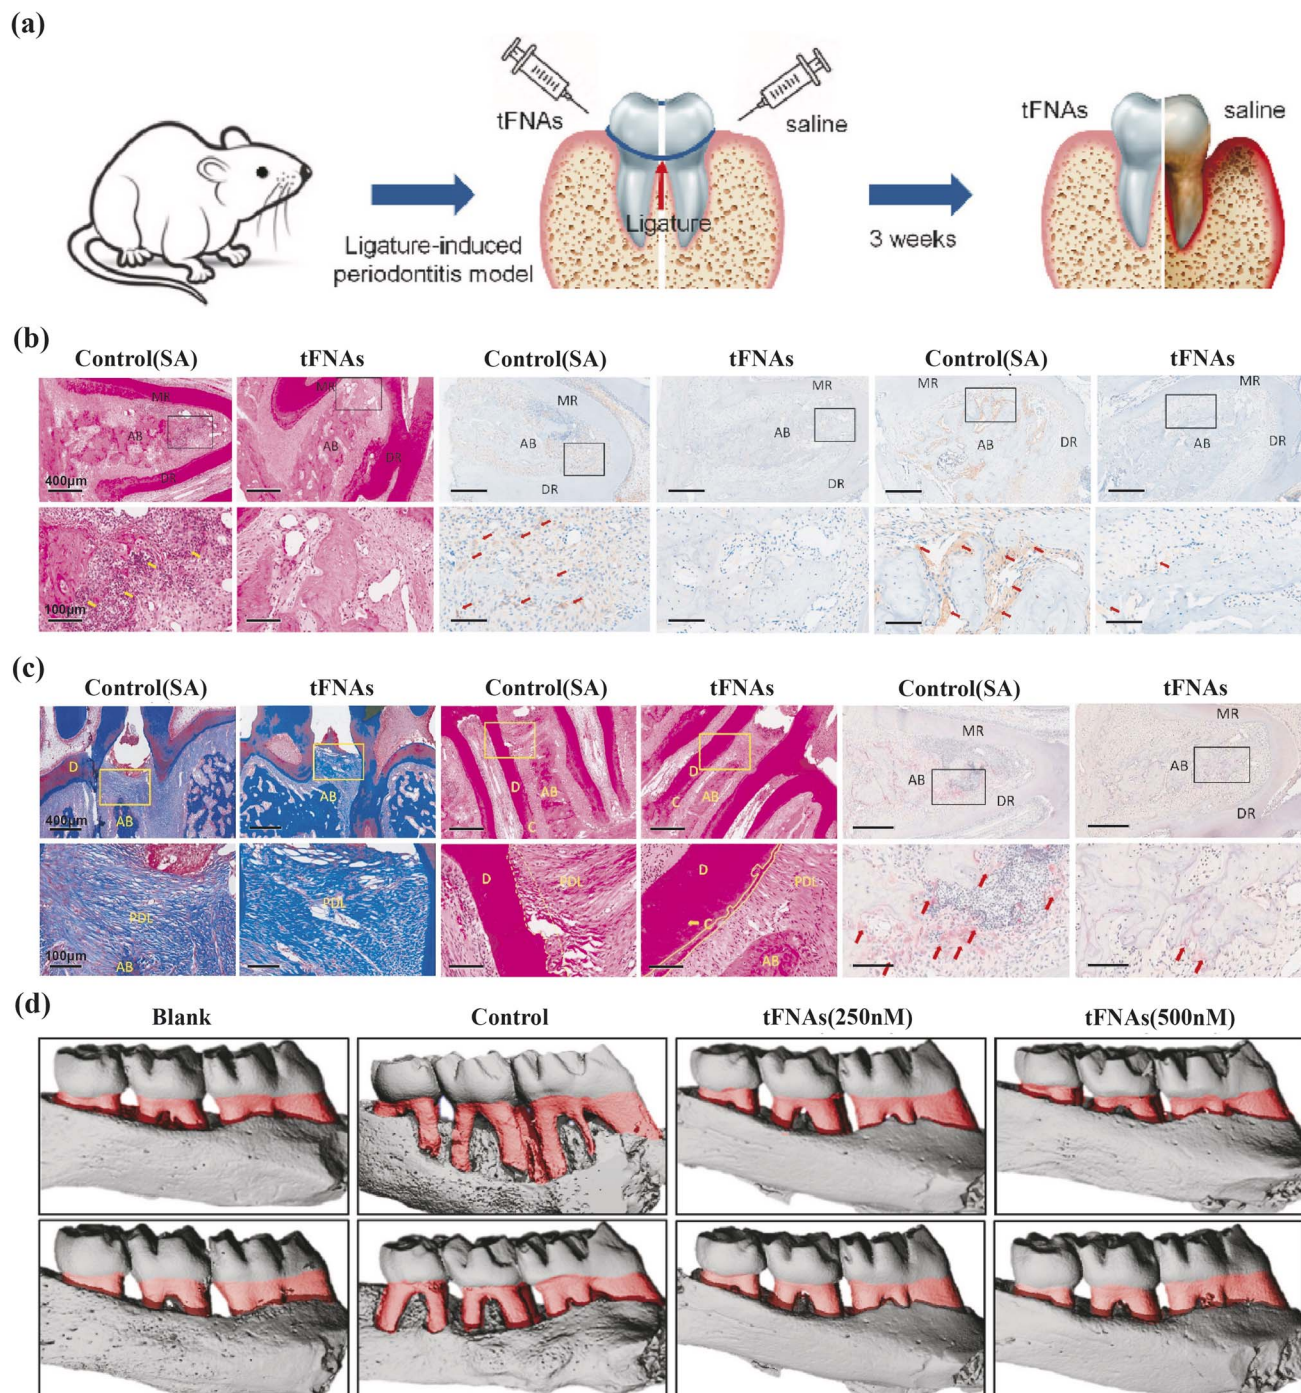 (a)
tFNAs
saline
Ligature
Ligature-induced
periodontitis model
3 weeks
tFNAs
saline
(b)
Control(SA) tFNAs Control(SA) tFNAs Control(SA) tFNAs
MR
AB
DR
400μm
MR
AB
DR
MR
AB
DR
MR
AB
DR
MR
AB
DR
MR
AB
DR
100μm
(c)
Control(SA) tFNAs Control(SA) tFNAs Control(SA) tFNAs
D
AB
400μm
AB
D
AB
C
D
AB
C
MR
AB
DR
MR
AB
DR
PDL
AB
100μm
PDL
D
PDL
D
C
PDL
AB
(d)
Blank Control tFNAs(250nM) tFNAs(500nM)